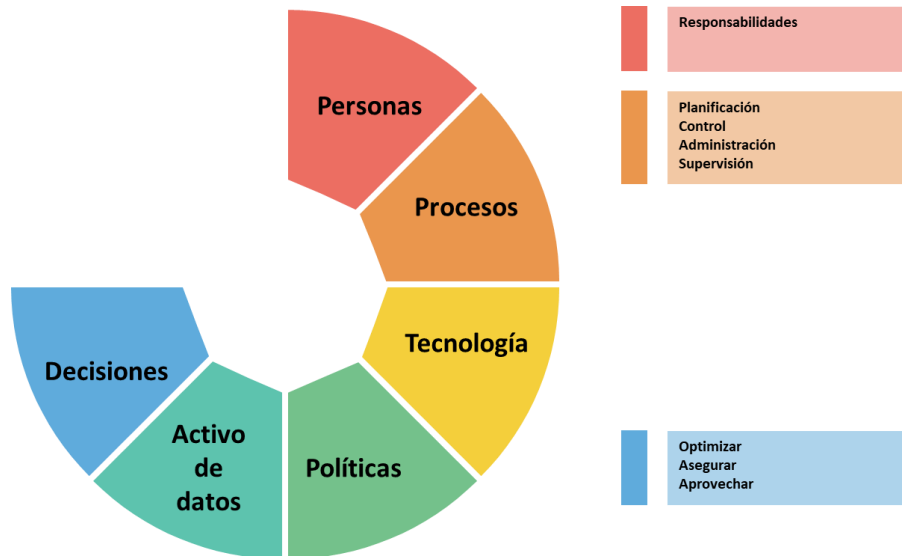 Personas
Procesos
Tecnología
Políticas
Activo
de
datos
Decisiones
Responsabilidades
Planificación
Control
Administración
Supervisión
Optimizar
Asegurar
Aprovechar